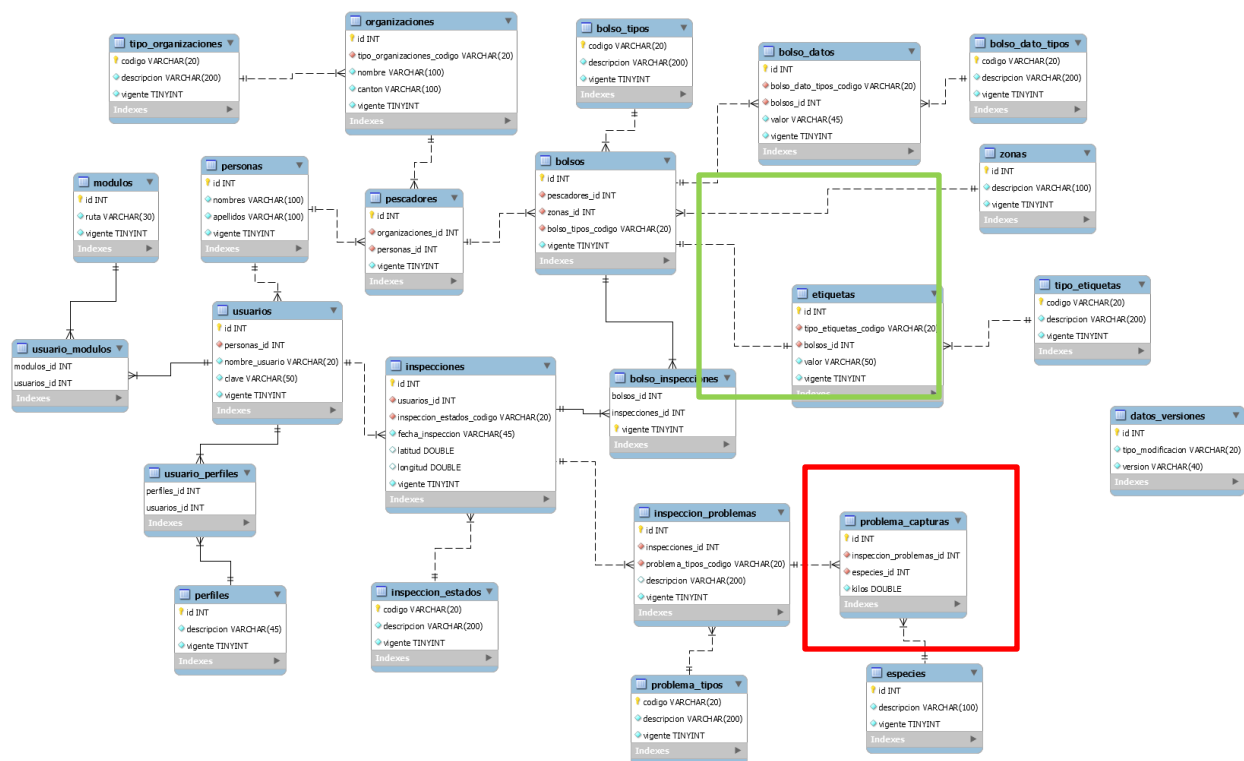 organizaciones
id INT
tipo_organizaciones_codigo VARCHAR(20)
nombre VARCHAR(100)
canton VARCHAR(100)
vigente TINYINT
Indexes
tipo_organizaciones
codigo VARCHAR(20)
descripcion VARCHAR(200)
vigente TINYINT
Indexes
bolso_tipos
codigo VARCHAR(20)
descripcion VARCHAR(200)
vigente TINYINT
Indexes
bolso_datos
id INT
bolso_dato_tipos_codigo VARCHAR(20)
bolsos_id INT
valor VARCHAR(45)
vigente TINYINT
Indexes
bolso_dato_tipos
codigo VARCHAR(20)
descripcion VARCHAR(200)
vigente TINYINT
Indexes
modulos
id INT
ruta VARCHAR(30)
vigente TINYINT
Indexes
personas
id INT
nombres VARCHAR(100)
apellidos VARCHAR(100)
vigente TINYINT
Indexes
pescadores
id INT
organizaciones_id INT
personas_id INT
vigente TINYINT
Indexes
bolsos
id INT
pescadores_id INT
zonas_id INT
bolso_tipos_codigo VARCHAR(20)
vigente TINYINT
Indexes
zonas
id INT
descripcion VARCHAR(100)
vigente TINYINT
Indexes
etiquetas
id INT
tipo_etiquetas_codigo VARCHAR(20
bolsos_id INT
valor VARCHAR(50)
vigente TINYINT
Indexes
tipo_etiquetas
codigo VARCHAR(20)
descripcion VARCHAR(200)
vigente TINYINT
Indexes
usuario_modulos
modulos_id INT
usuarios_id INT
Indexes
usuarios
id INT
personas_id INT
nombre_usuario VARCHAR(20)
clave VARCHAR(50)
vigente TINYINT
Indexes
inspecciones
id INT
usuarios_id INT
inspeccion_estados_codigo VARCHAR(20)
fecha_inspeccion VARCHAR(45)
latitud DOUBLE
longitud DOUBLE
vigente TINYINT
Indexes
bolso_inspecciones
bolsos_id INT
inspecciones_id INT
vigente TINYINT
Indexes
datos_versiones
id INT
tipo_modificacion VARCHAR(20)
version VARCHAR(40)
Indexes
usuario_perfiles
perfiles_id INT
usuarios_id INT
Indexes
inspeccion_problemas
id INT
inspecciones_id INT
problema_tipos_codigo VARCHAR(20)
descripcion VARCHAR(200)
vigente TINYINT
Indexes
problema_capturas
id INT
inspeccion_problemas_id INT
especies_id INT
kilos DOUBLE
Indexes
perfiles
id INT
descripcion VARCHAR(45)
vigente TINYINT
Indexes
inspeccion_estados
codigo VARCHAR(20)
descripcion VARCHAR(200)
vigente TINYINT
Indexes
problema_tipos
codigo VARCHAR(20)
descripcion VARCHAR(200)
vigente TINYINT
Indexes
especies
id INT
descripcion VARCHAR(100)
vigente TINYINT
Indexes